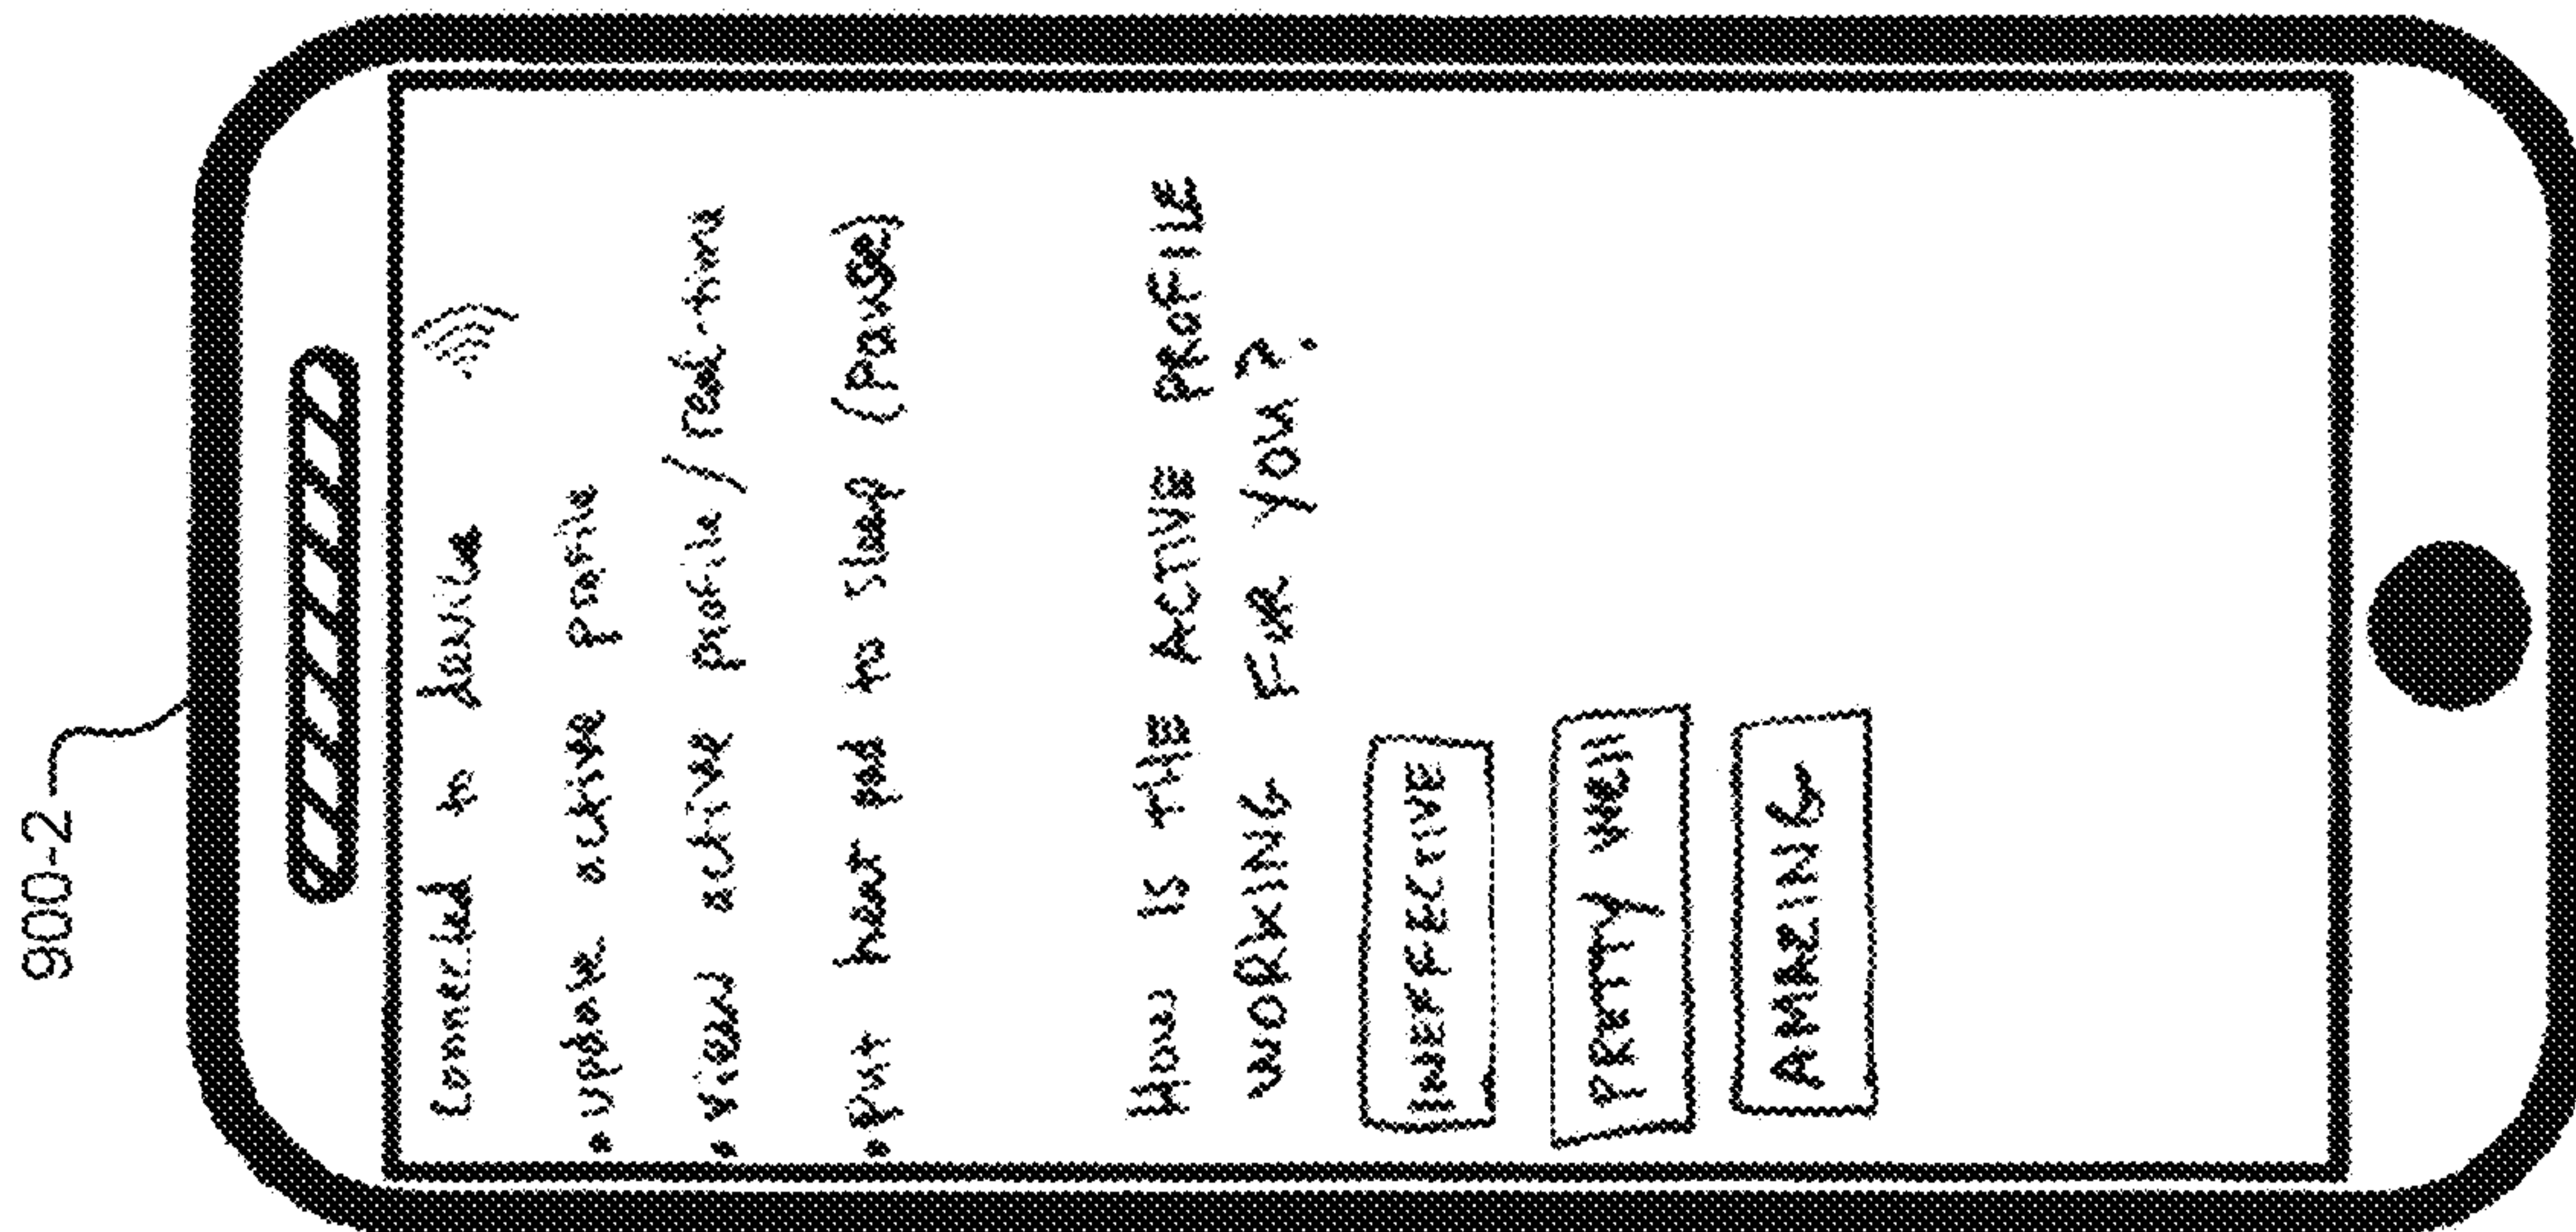 900-2
Connected to device
• update active profile
• View active profile / real-time
• Put heat pad to sleep (Pause)
How IS THE ACTIVE PROFILE
WORKING FOR YOU?
INEFFECTIVE
PRETTY WEll
AMAZING